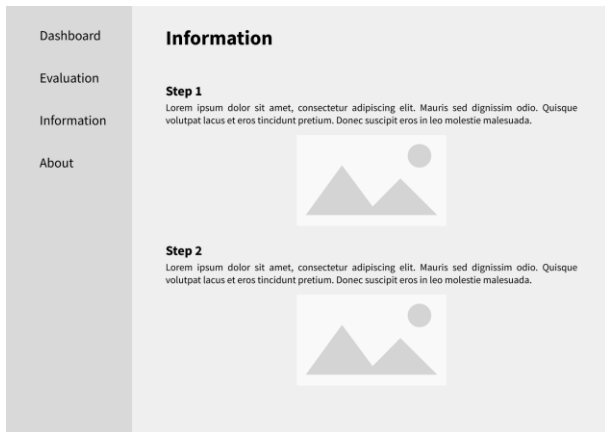 Dashboard
Evaluation
Information
About
Information
Step 1
Lorem ipsum dolor sit amet, consectetur adipiscing elit. Mauris sed dignissim odio. Quisque
volutpat lacus et eros tincidunt pretium. Donec suscipit eros in leo molestie malesuada.
Step 2
Lorem ipsum dolor sit amet, consectetur adipiscing elit. Mauris sed dignissim odio. Quisque
volutpat lacus et eros tincidunt pretium. Donec suscipit eros in leo molestie malesuada.